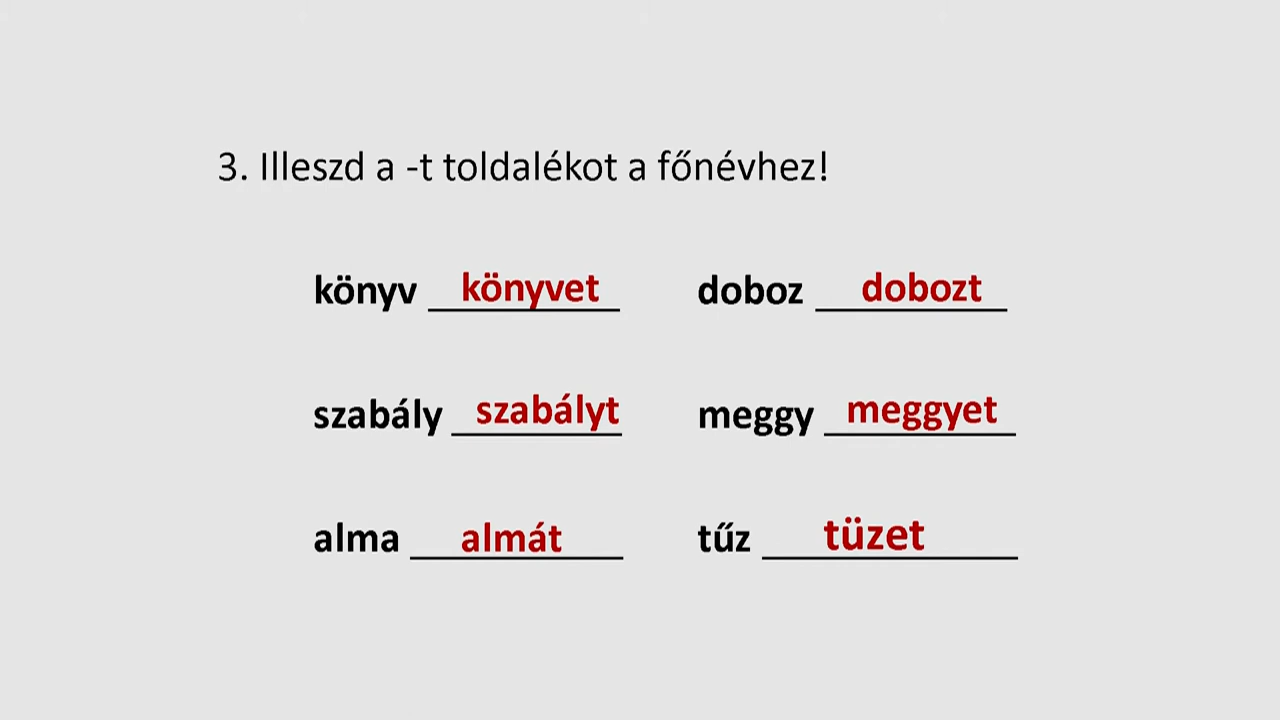 3. Illeszd a -t toldalékot a főnévhez!
könyv könyvet doboz dobozt
szabály szabályt meggy meggyet
alma almát tűz tüzet